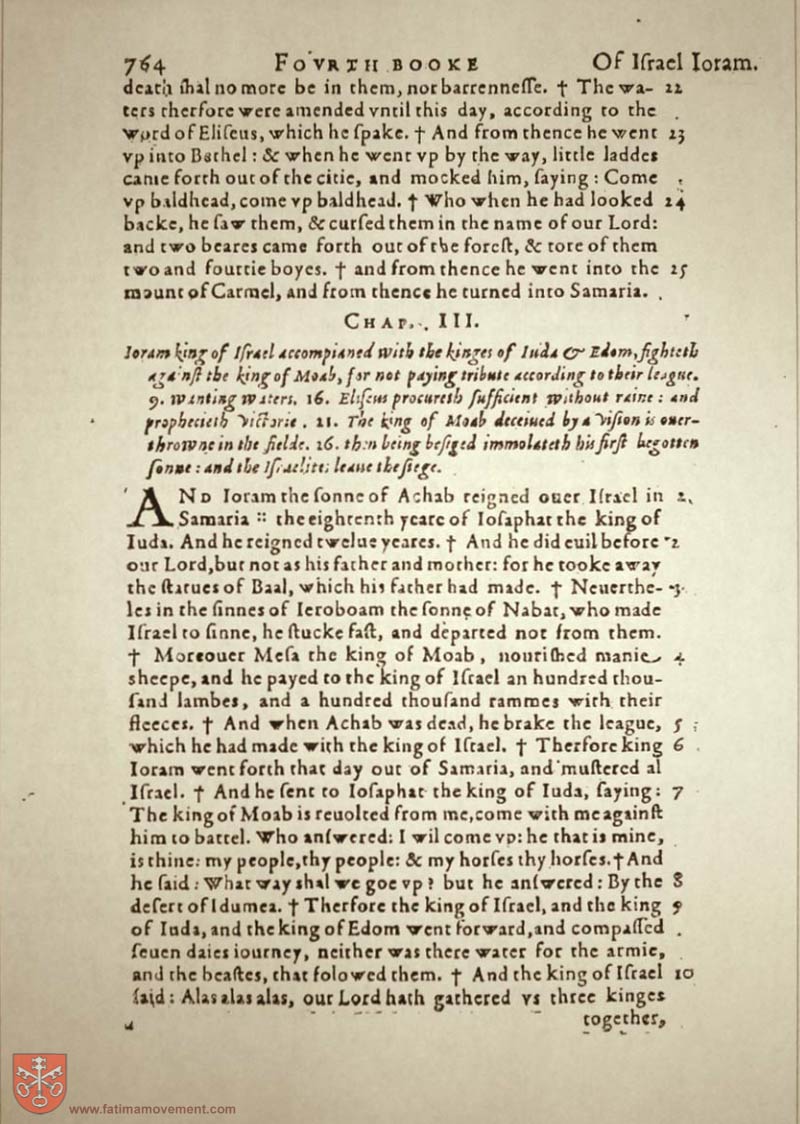 764 FOVRTH BOOKE Of Iſrael Ioram.
death ſhal no more be in them, nor barrenneſſe. † The wa- 22
ters therfore were amended vntil this day, according to the
word of Eliſeus, which he ſpake. † And from thence he went 23
vp into Bethel: & when he went vp by the way, little laddes
came forth out of the citie, and mocked him, ſaying: Come
vp baldhead, come vp baldhead. † Who when he had looked 24
backe, he ſaw them, & curſed them in the name of our Lord:
and two beares came forth out of the foreſt, & tore of them
two and fourtie boyes. † and from thence he went into the 25
mount of Carmel, and from thence he turned into Samaria.
CHAP. III.
Ioram king of Iſrael accompianed with the kinges of Iuda & Edom, fighteth
againſt the king of Moab, for not paying tribute according to their league.
9. Wanting waters, 16. Eliſeus procureth ſufficient without raine: and
prophecieth victorie. 21. The king of Moab deceiued by a viſion is ouer-
throwne in the fielde. 26. then being beſiged immolateth his firſt begotten
ſonne: and the Iſraelites leaue the ſiege.
AND Ioram the ſonne of Achab reigned ouer Iſrael in 1
Samaria :: the eighteenth yeare of Ioſaphat the king of
Iuda. And he reigned twelue yeares. † And he did euil before 2
our Lord, but not as his father and mother: for he tooke away
the ſtatues of Baal, which his father had made. † Neuerthe- 3
les in the ſinnes of Ieroboam the ſonne of Nabat, who made
Iſrael to ſinne, he ſtucke faſt, and departed not from them.
† Moreouer Meſa the king of Moab, nouriſhed manie 4
sheepe, and he payed to the king of Iſrael an hundred thou-
ſand lambes, and a hundred thouſand rammes with their
fleeces. † And when Achab was dead, he brake the league, 5
which he had made with the king of Iſrael. † Therfore king 6
Ioram went forth that day out of Samaria, and muſtered al
Iſrael. † And he ſent to Ioſaphat the king of Iuda, ſaying: 7
The king of Moab is reuolted from me, come with me againſt
him to battel. Who anſwered: I wil come vp: he that is mine,
is thine: my people, thy people: & my horſes thy horſes. † And
he ſaid: What way shal we goe vp? but he anſwered: By the 8
deſert of Idumea. † Therfore the king of Iſrael, and the king 9
of Iuda, and the king of Edom went forward, and compaſſed
ſeuen daies iourney, neither was there water for the armie,
and the beaſtes, that folowed them. † And the king of Iſrael 10
ſaid: Alas alas alas, our Lord hath gathered vs three kinges
together,
www.fatimamovement.com